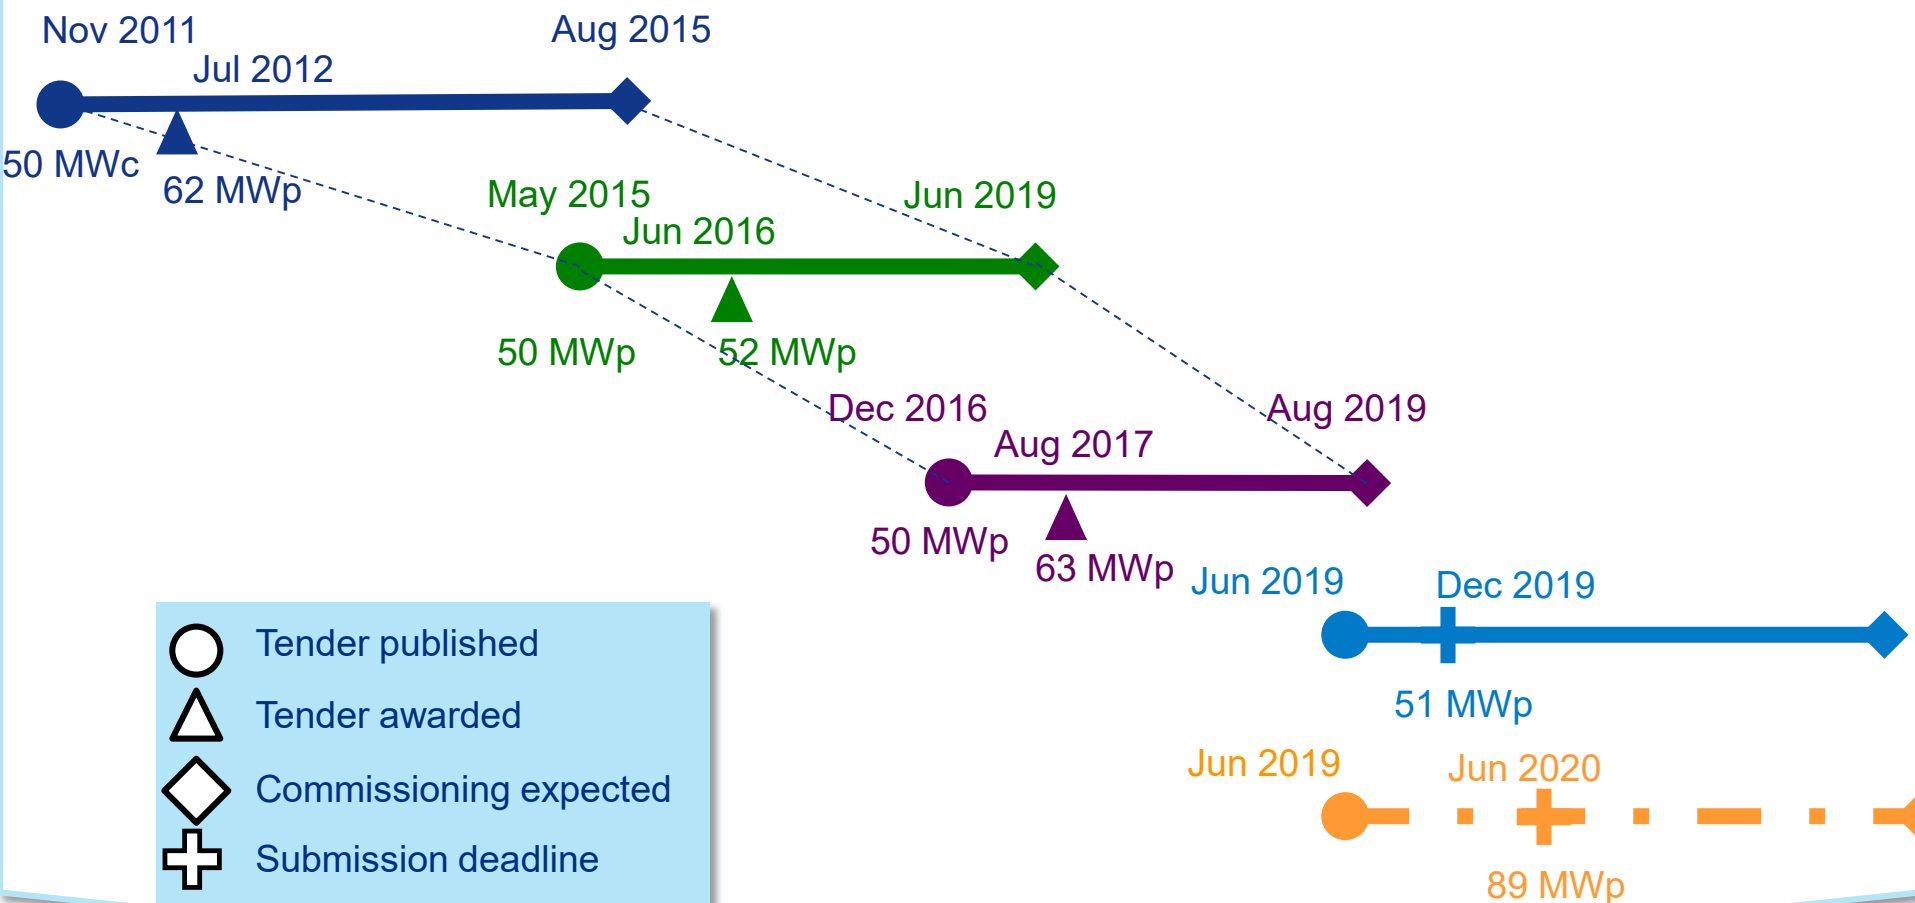 Nov 2011
Aug 2015
Jul 2012
50 MWc
62 MWp
May 2015
Jun 2019
Jun 2016
50 MWp
52 MWp
Dec 2016
Aug 2019
Aug 2017
50 MWp
63 MWp
Jun 2019
Dec 2019
51 MWp
Jun 2019
Jun 2020
89 MWp
Tender published
Tender awarded
Commissioning expected
Submission deadline